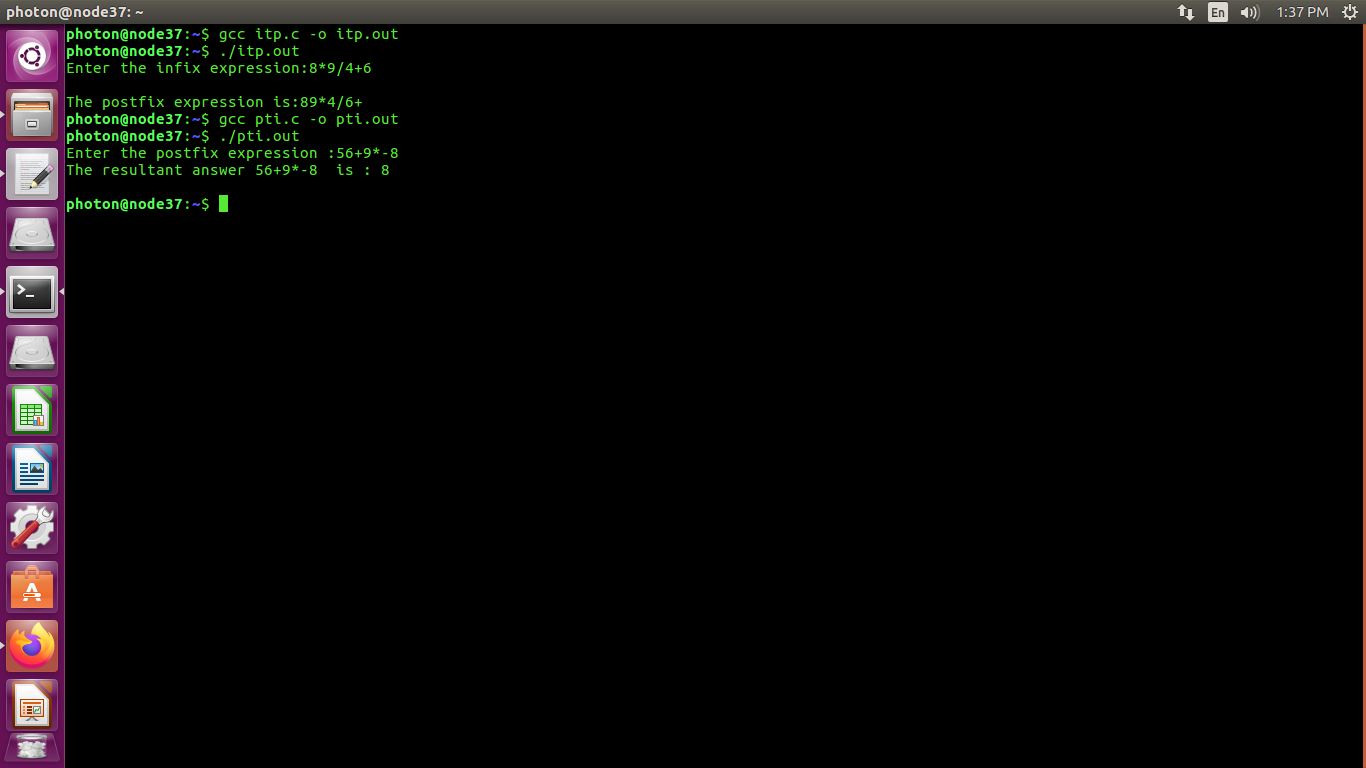 photon@node37: ~
En
1:37 PM
photon@node37:~$ gcc itp.c -o itp.out
photon@node37:~$ ./itp.out
Enter the infix expression:8*9/4+6
The postfix expression is:89*4/6+
photon@node37:~$ gcc pti.c -o pti.out
photon@node37:~$ ./pti.out
Enter the postfix expression :56+9*-8
The resultant answer 56+9*-8  is : 8
photon@node37:~$